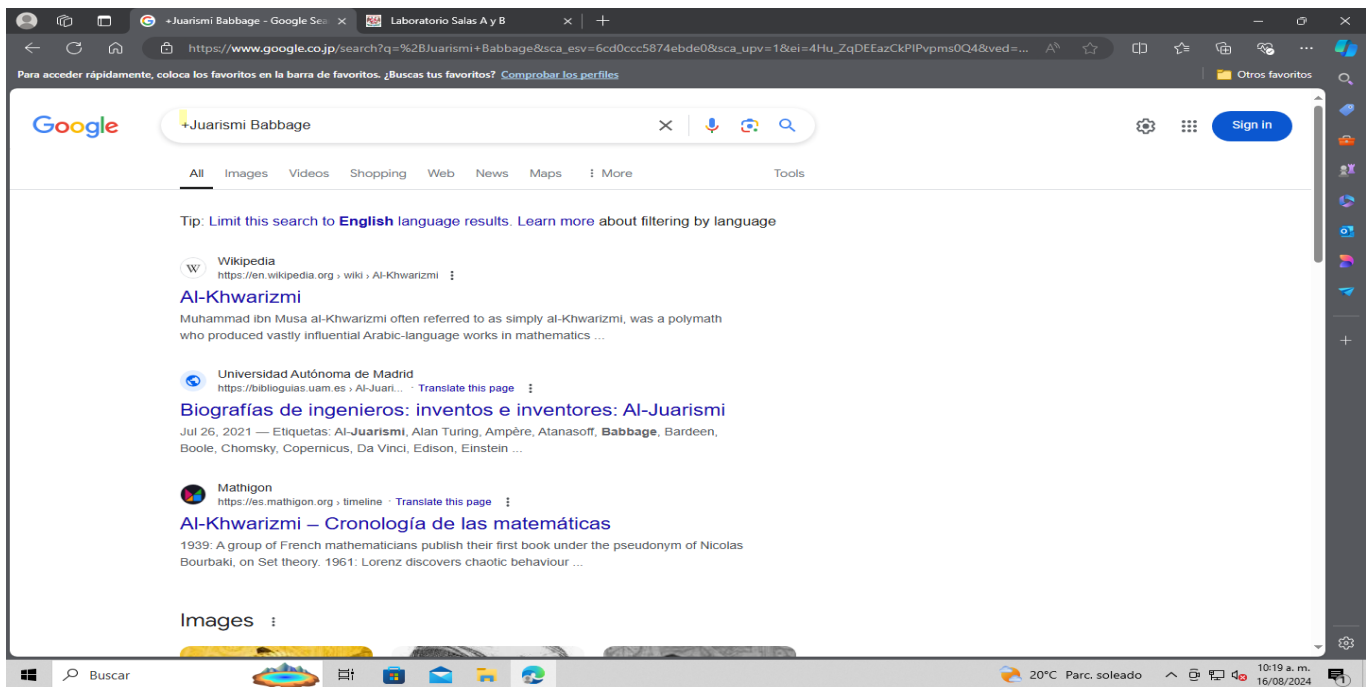 +Juarismi Babbage - Google Sea
Laboratorio Salas A y B
https://www.google.co.jp/search?q=%2BJuarismi+Babbage&sca_esv=6cd0ccc5874ebde0&sca_upv=1&ei=4Hu_ZqDEEazCkPIPvpms0Q4&ved=...
Para acceder rápidamente, coloca los favoritos en la barra de favoritos. ¿Buscas tus favoritos? Comprobar los perfiles
Otros favoritos
Google
+Juarismi Babbage
Sign in
All Images Videos Shopping Web News Maps More Tools
Tip: Limit this search to English language results. Learn more about filtering by language
W
Wikipedia
https://en.wikipedia.org › wiki › Al-Khwarizmi
Al-Khwarizmi
Muhammad ibn Musa al-Khwarizmi often referred to as simply al-Khwarizmi, was a polymath
who produced vastly influential Arabic-language works in mathematics ...
Universidad Autónoma de Madrid
https://biblioguias.uam.es › Al-Juari... · Translate this page
Biografías de ingenieros: inventos e inventores: Al-Juarismi
Jul 26, 2021 — Etiquetas: Al-Juarismi, Alan Turing, Ampère, Atanasoff, Babbage, Bardeen,
Boole, Chomsky, Copernicus, Da Vinci, Edison, Einstein ...
Mathigon
https://es.mathigon.org › timeline · Translate this page
Al-Khwarizmi – Cronología de las matemáticas
1939: A group of French mathematicians publish their first book under the pseudonym of Nicolas
Bourbaki, on Set theory. 1961: Lorenz discovers chaotic behaviour ...
Images
Buscar
20°C Parc. soleado
10:19 a. m.
16/08/2024